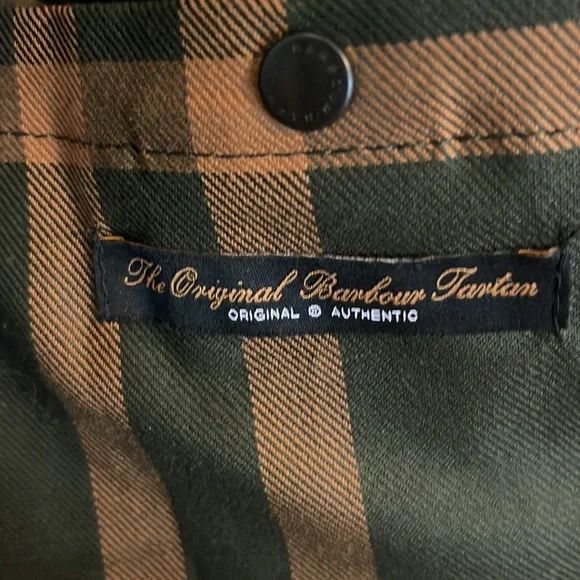 The Original Barbour Tartan
ORIGINAL ® AUTHENTIC